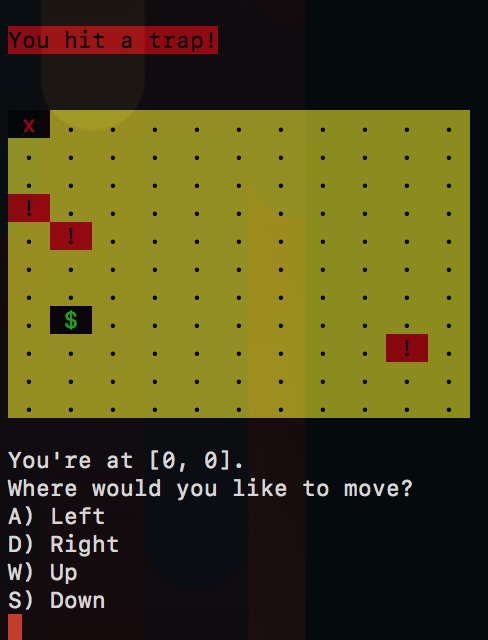 You hit a trap!
x . . . . . . . . . .
. . . . . . . . . . .
. . . . . . . . . . .
! . . . . . . . . . .
. ! . . . . . . . . .
. . . . . . . . . . .
. . . . . . . . . . .
. $ . . . . . . . . .
. . . . . . . . . ! .
. . . . . . . . . . .
. . . . . . . . . . .
You're at [0, 0].
Where would you like to move?
A) Left
D) Right
W) Up
S) Down